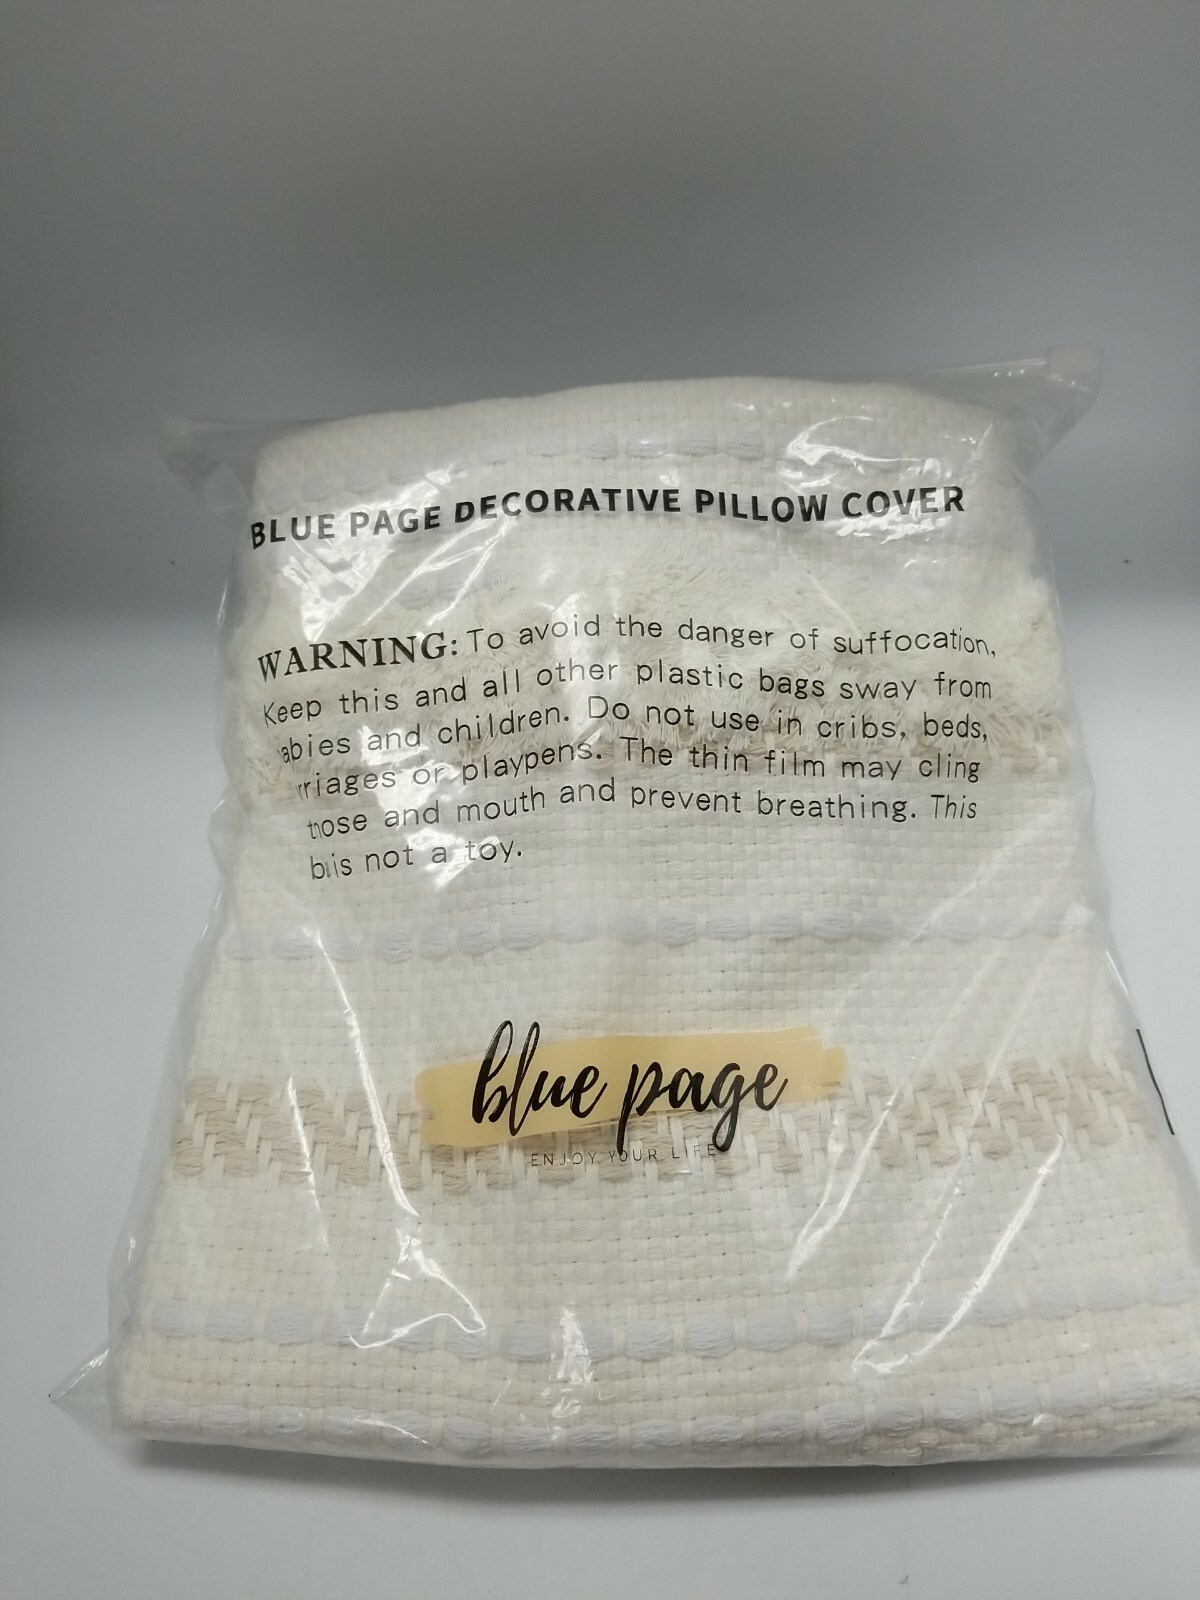 BLUE PAGE DECORATIVE PILLOW COVER
WARNING: To avoid the danger of suffocation,
Keep this and all other plastic bags sway from
abies and children. Do not use in cribs, beds,
rriages or playpens. The thin film may cling
nose and mouth and prevent breathing. This
is not a toy.
blue page
ENJOY YOUR LIFE